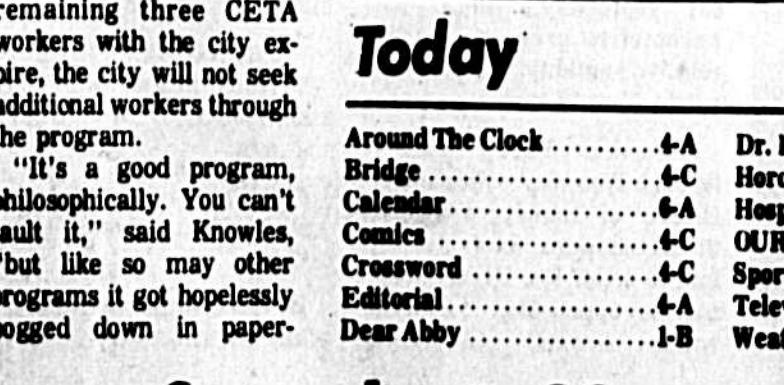 remaining three CETA
workers with the city ex-
pire, the city will not seek
additional workers through
the program.
"It's a good program,
philosophically. You can't
fault it," said Knowles,
"but like so may other
programs it got hopelessly
bogged down in paper-
Today
Around The Clock..........4-A
Bridge....................4-C
Calendar..................6-A
Comics....................4-C
Crossword.................4-C
Editorial.................4-A
Dear Abby.................1-B
Dr.
OUR